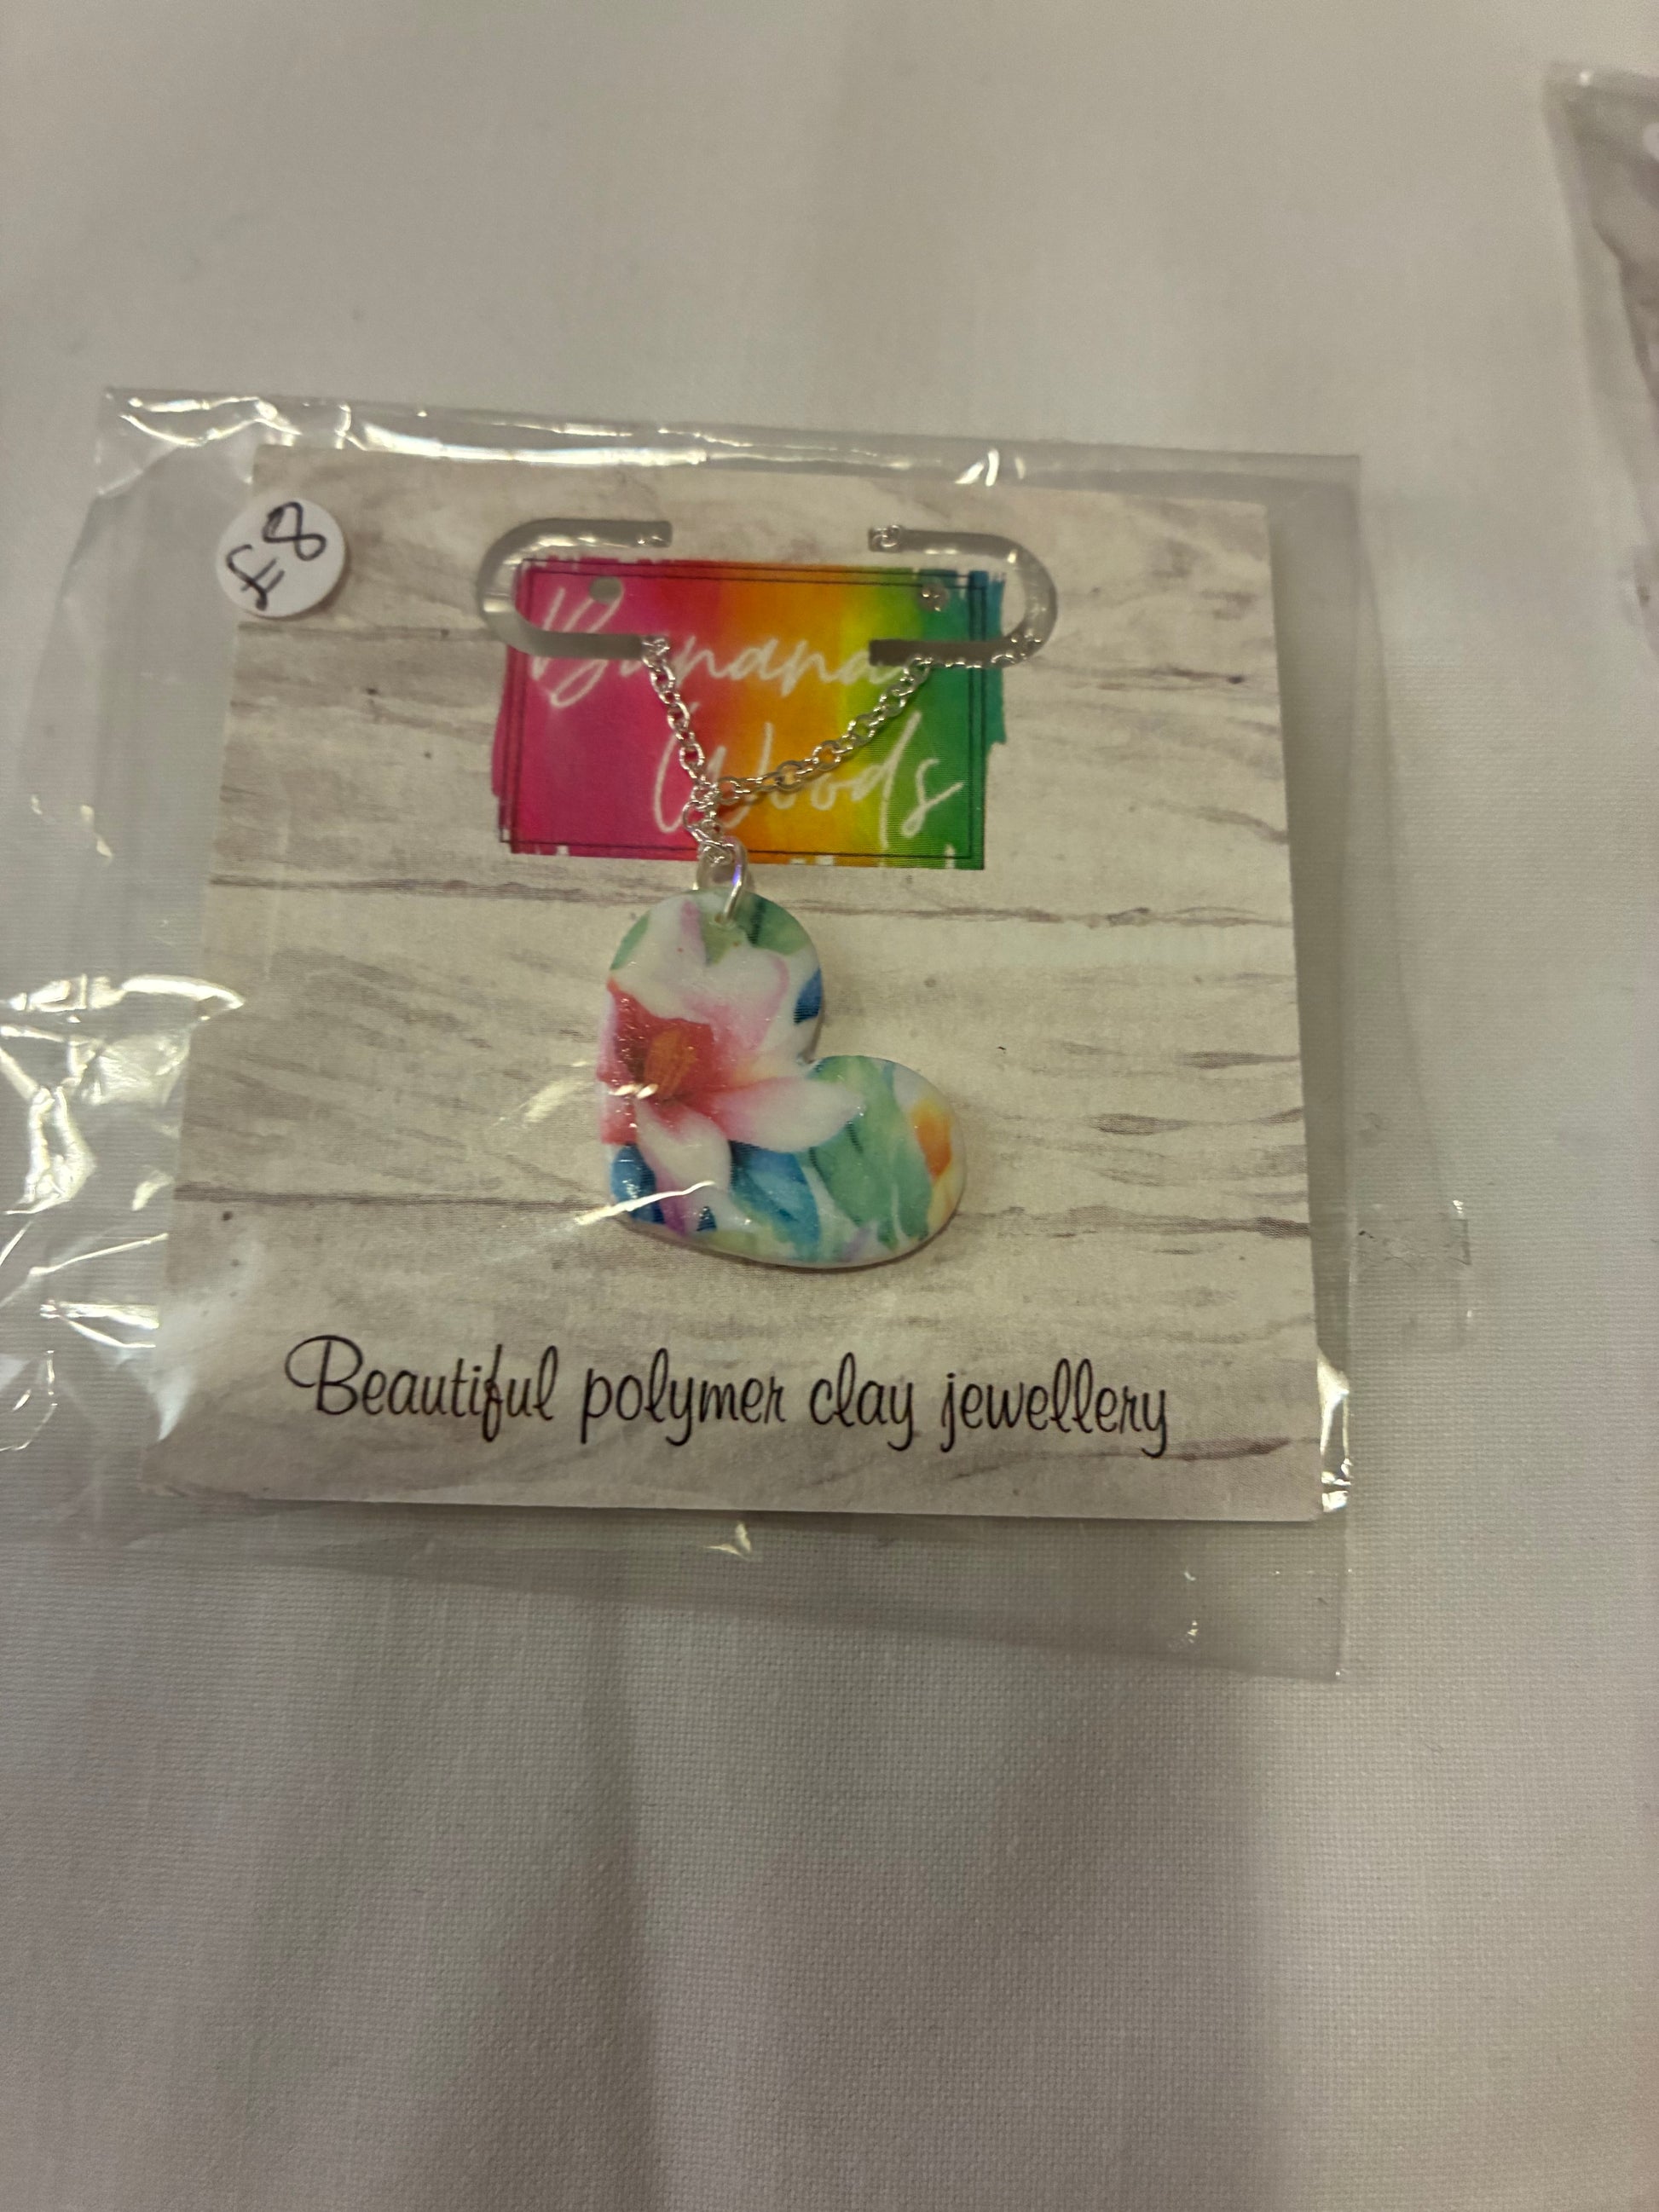 £8
Banana
Woods
Beautiful polymer clay jewellery